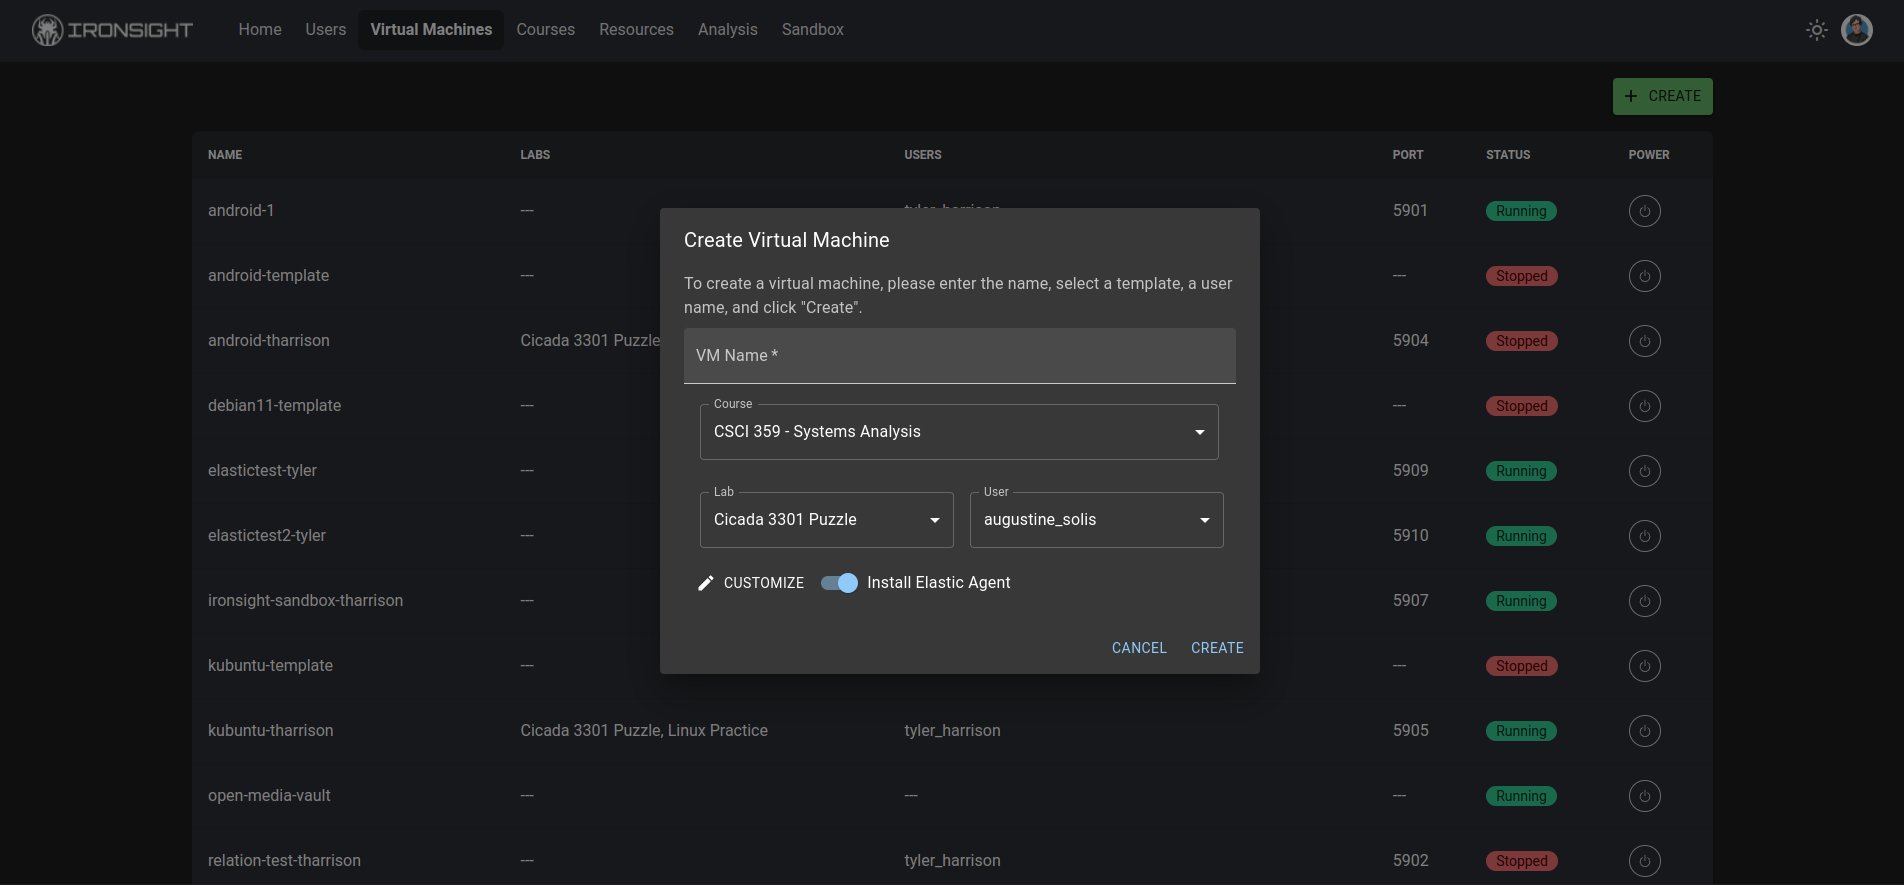 IRONSIGHT Home Users Virtual Machines Courses Resources Analysis Sandbox
+ CREATE
NAME LABS USERS PORT STATUS POWER
android-1 --- tyler_harrison 5901 Running
android-template --- --- Stopped
android-tharrison Cicada 3301 Puzzle 5904 Stopped
debian11-template --- --- Stopped
elastictest-tyler --- 5909 Running
elastictest2-tyler --- 5910 Running
ironsight-sandbox-tharrison --- 5907 Running
kubuntu-template --- --- Stopped
kubuntu-tharrison Cicada 3301 Puzzle, Linux Practice tyler_harrison 5905 Running
open-media-vault --- --- --- Running
relation-test-tharrison --- tyler_harrison 5902 Stopped
Create Virtual Machine
To create a virtual machine, please enter the name, select a template, a user
name, and click "Create".
VM Name *
Course
CSCI 359 - Systems Analysis
Lab User
Cicada 3301 Puzzle augustine_solis
CUSTOMIZE Install Elastic Agent
CANCEL CREATE